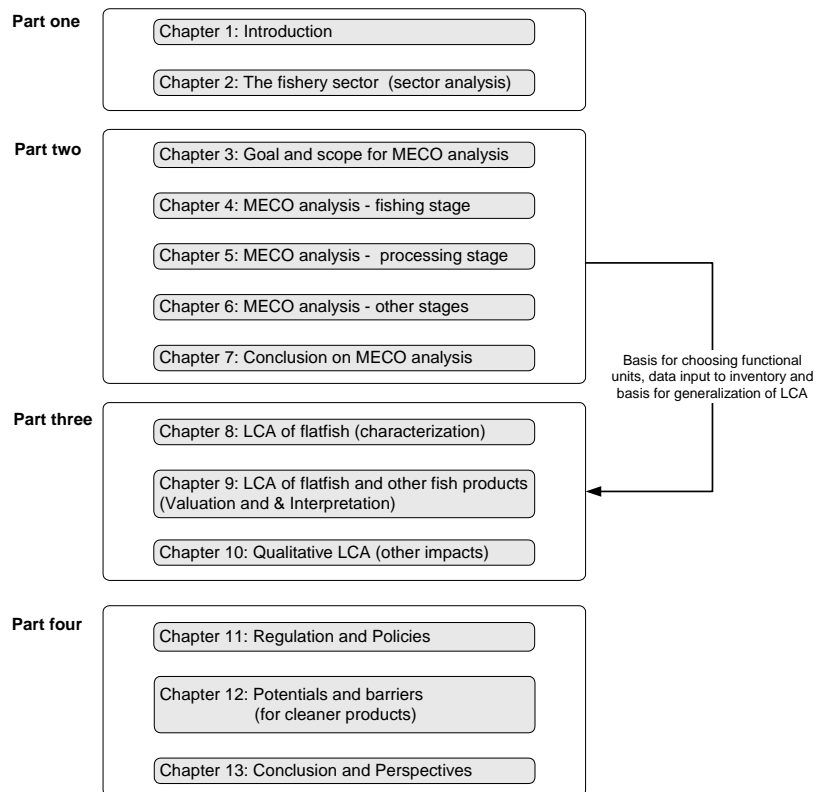 Part one
Chapter 1: Introduction
Chapter 2: The fishery sector (sector analysis)
Part two
Chapter 3: Goal and scope for MECO analysis
Chapter 4: MECO analysis - fishing stage
Chapter 5: MECO analysis - processing stage
Chapter 6: MECO analysis - other stages
Chapter 7: Conclusion on MECO analysis
Basis for choosing functional
units, data input to inventory and
basis for generalization of LCA
Part three
Chapter 8: LCA of flatfish (characterization)
Chapter 9: LCA of flatfish and other fish products
(Valuation and & Interpretation)
Chapter 10: Qualitative LCA (other impacts)
Part four
Chapter 11: Regulation and Policies
Chapter 12: Potentials and barriers
(for cleaner products)
Chapter 13: Conclusion and Perspectives